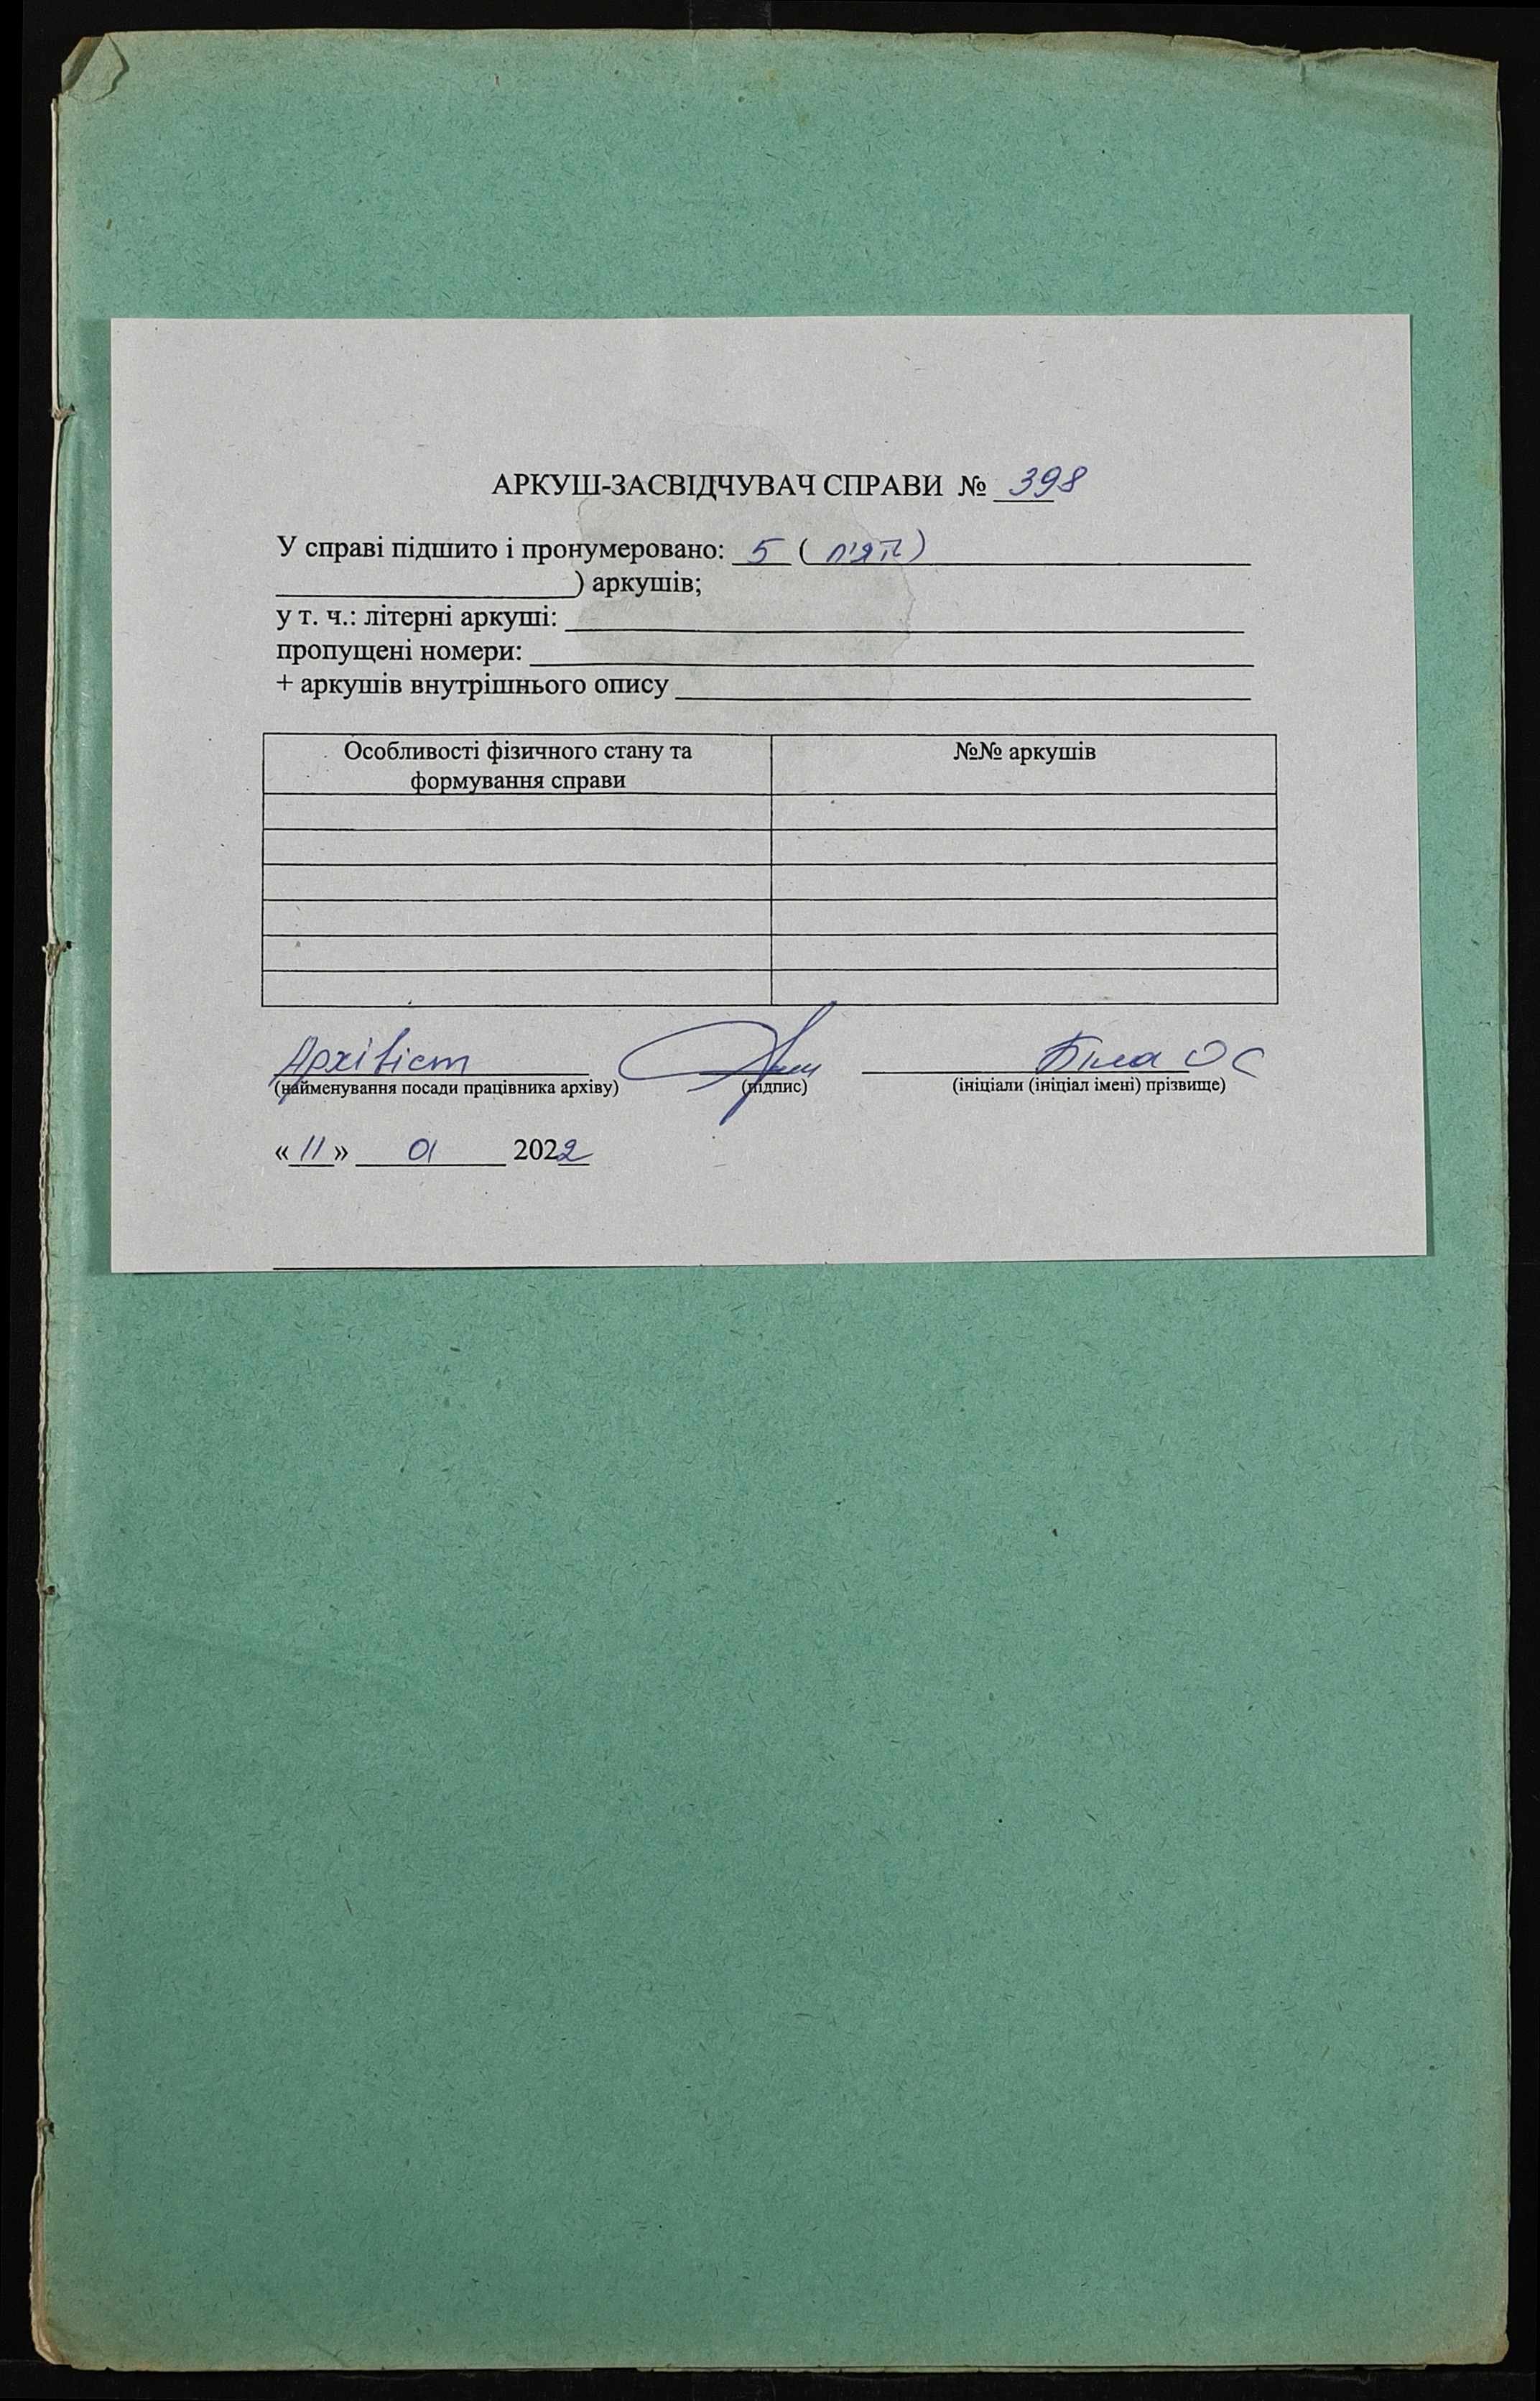 АРКУШ-ЗАСВІДЧУВАЧ СПРАВИ № 398
У справі підшито і пронумеровано: 5 ( п'ять)
) аркушів;
у т. ч.: літерні аркуші:
пропущені номери:
+ аркушів внутрішнього опису
Особливості фізичного стану та
формування справи
№№ аркушів
Архівіст Біла О С
(найменування посади працівника архіву) (підпис) (ініціали (ініціал імені) прізвище)
«11» 01 2022